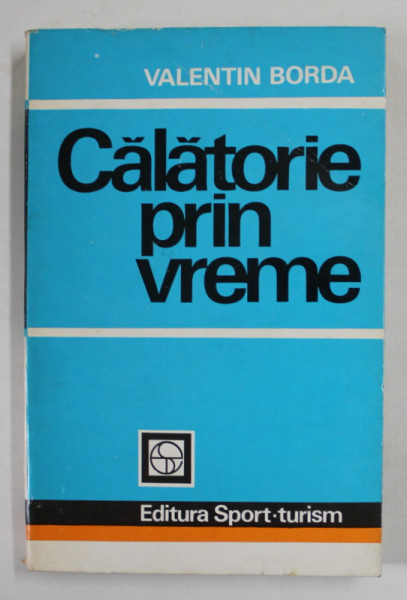 VALENTIN BORDA
Călătorie
prin
vreme
Editura Sport·turism